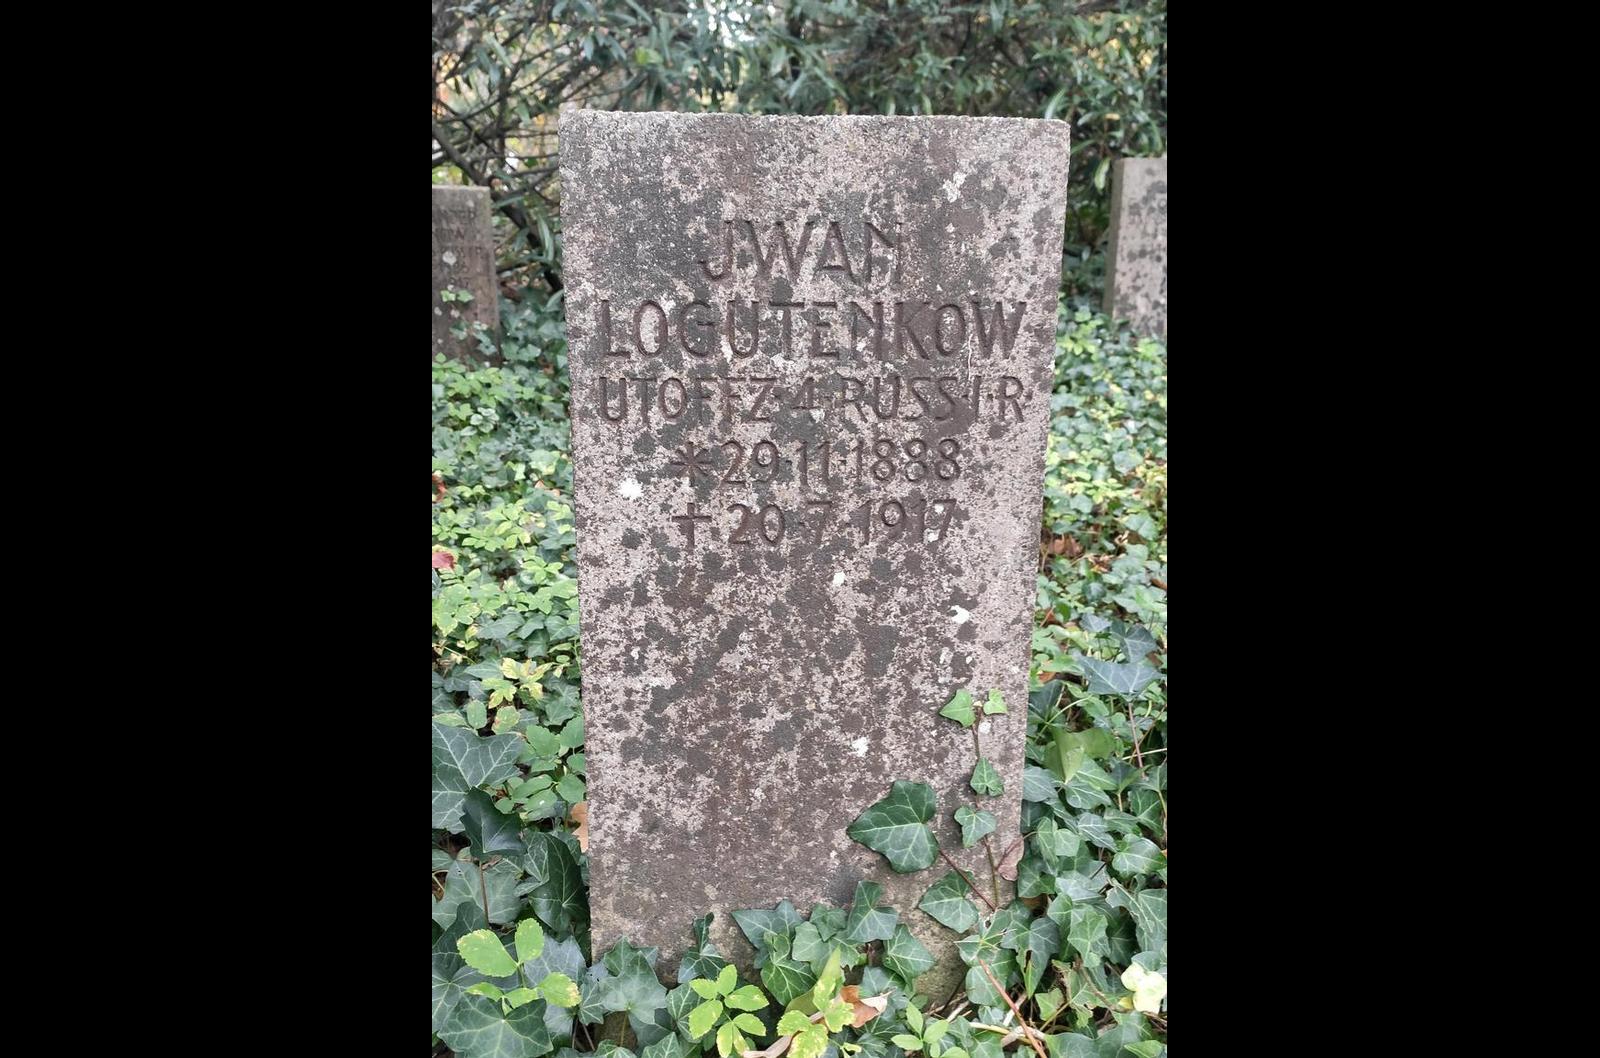 JWAN
LOGUTENKOW
UTOFFZ·4·RUSS·I·R·
*29·11·1888
†20·7·1917